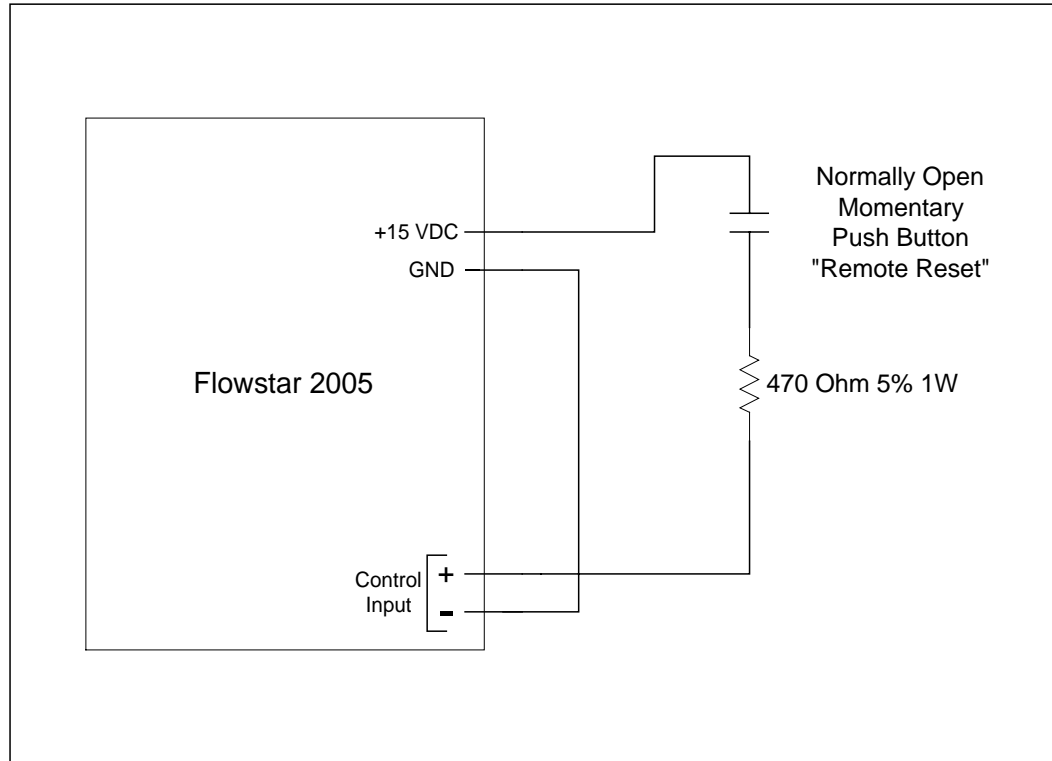 Normally Open
Momentary
Push Button
"Remote Reset"
+15 VDC
GND
Flowstar 2005
470 Ohm 5% 1W
Control
Input
+
-